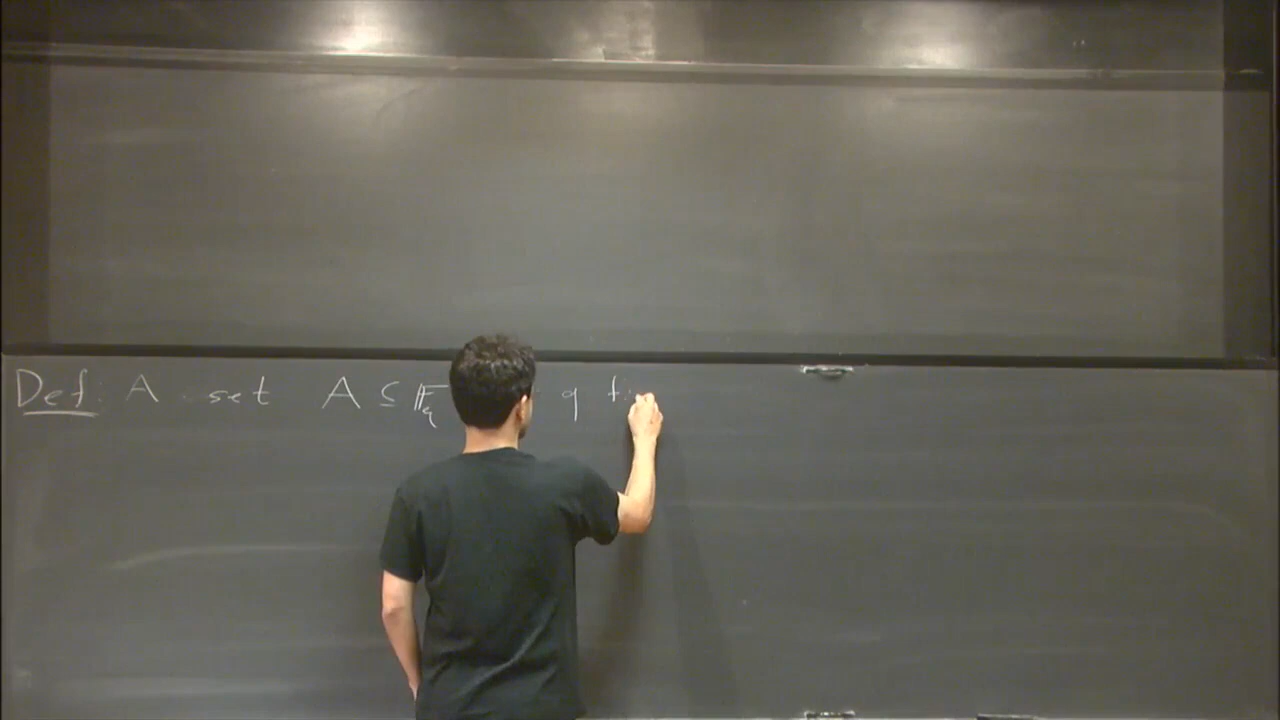 Def: A set A ⊆ 𝔽_q q